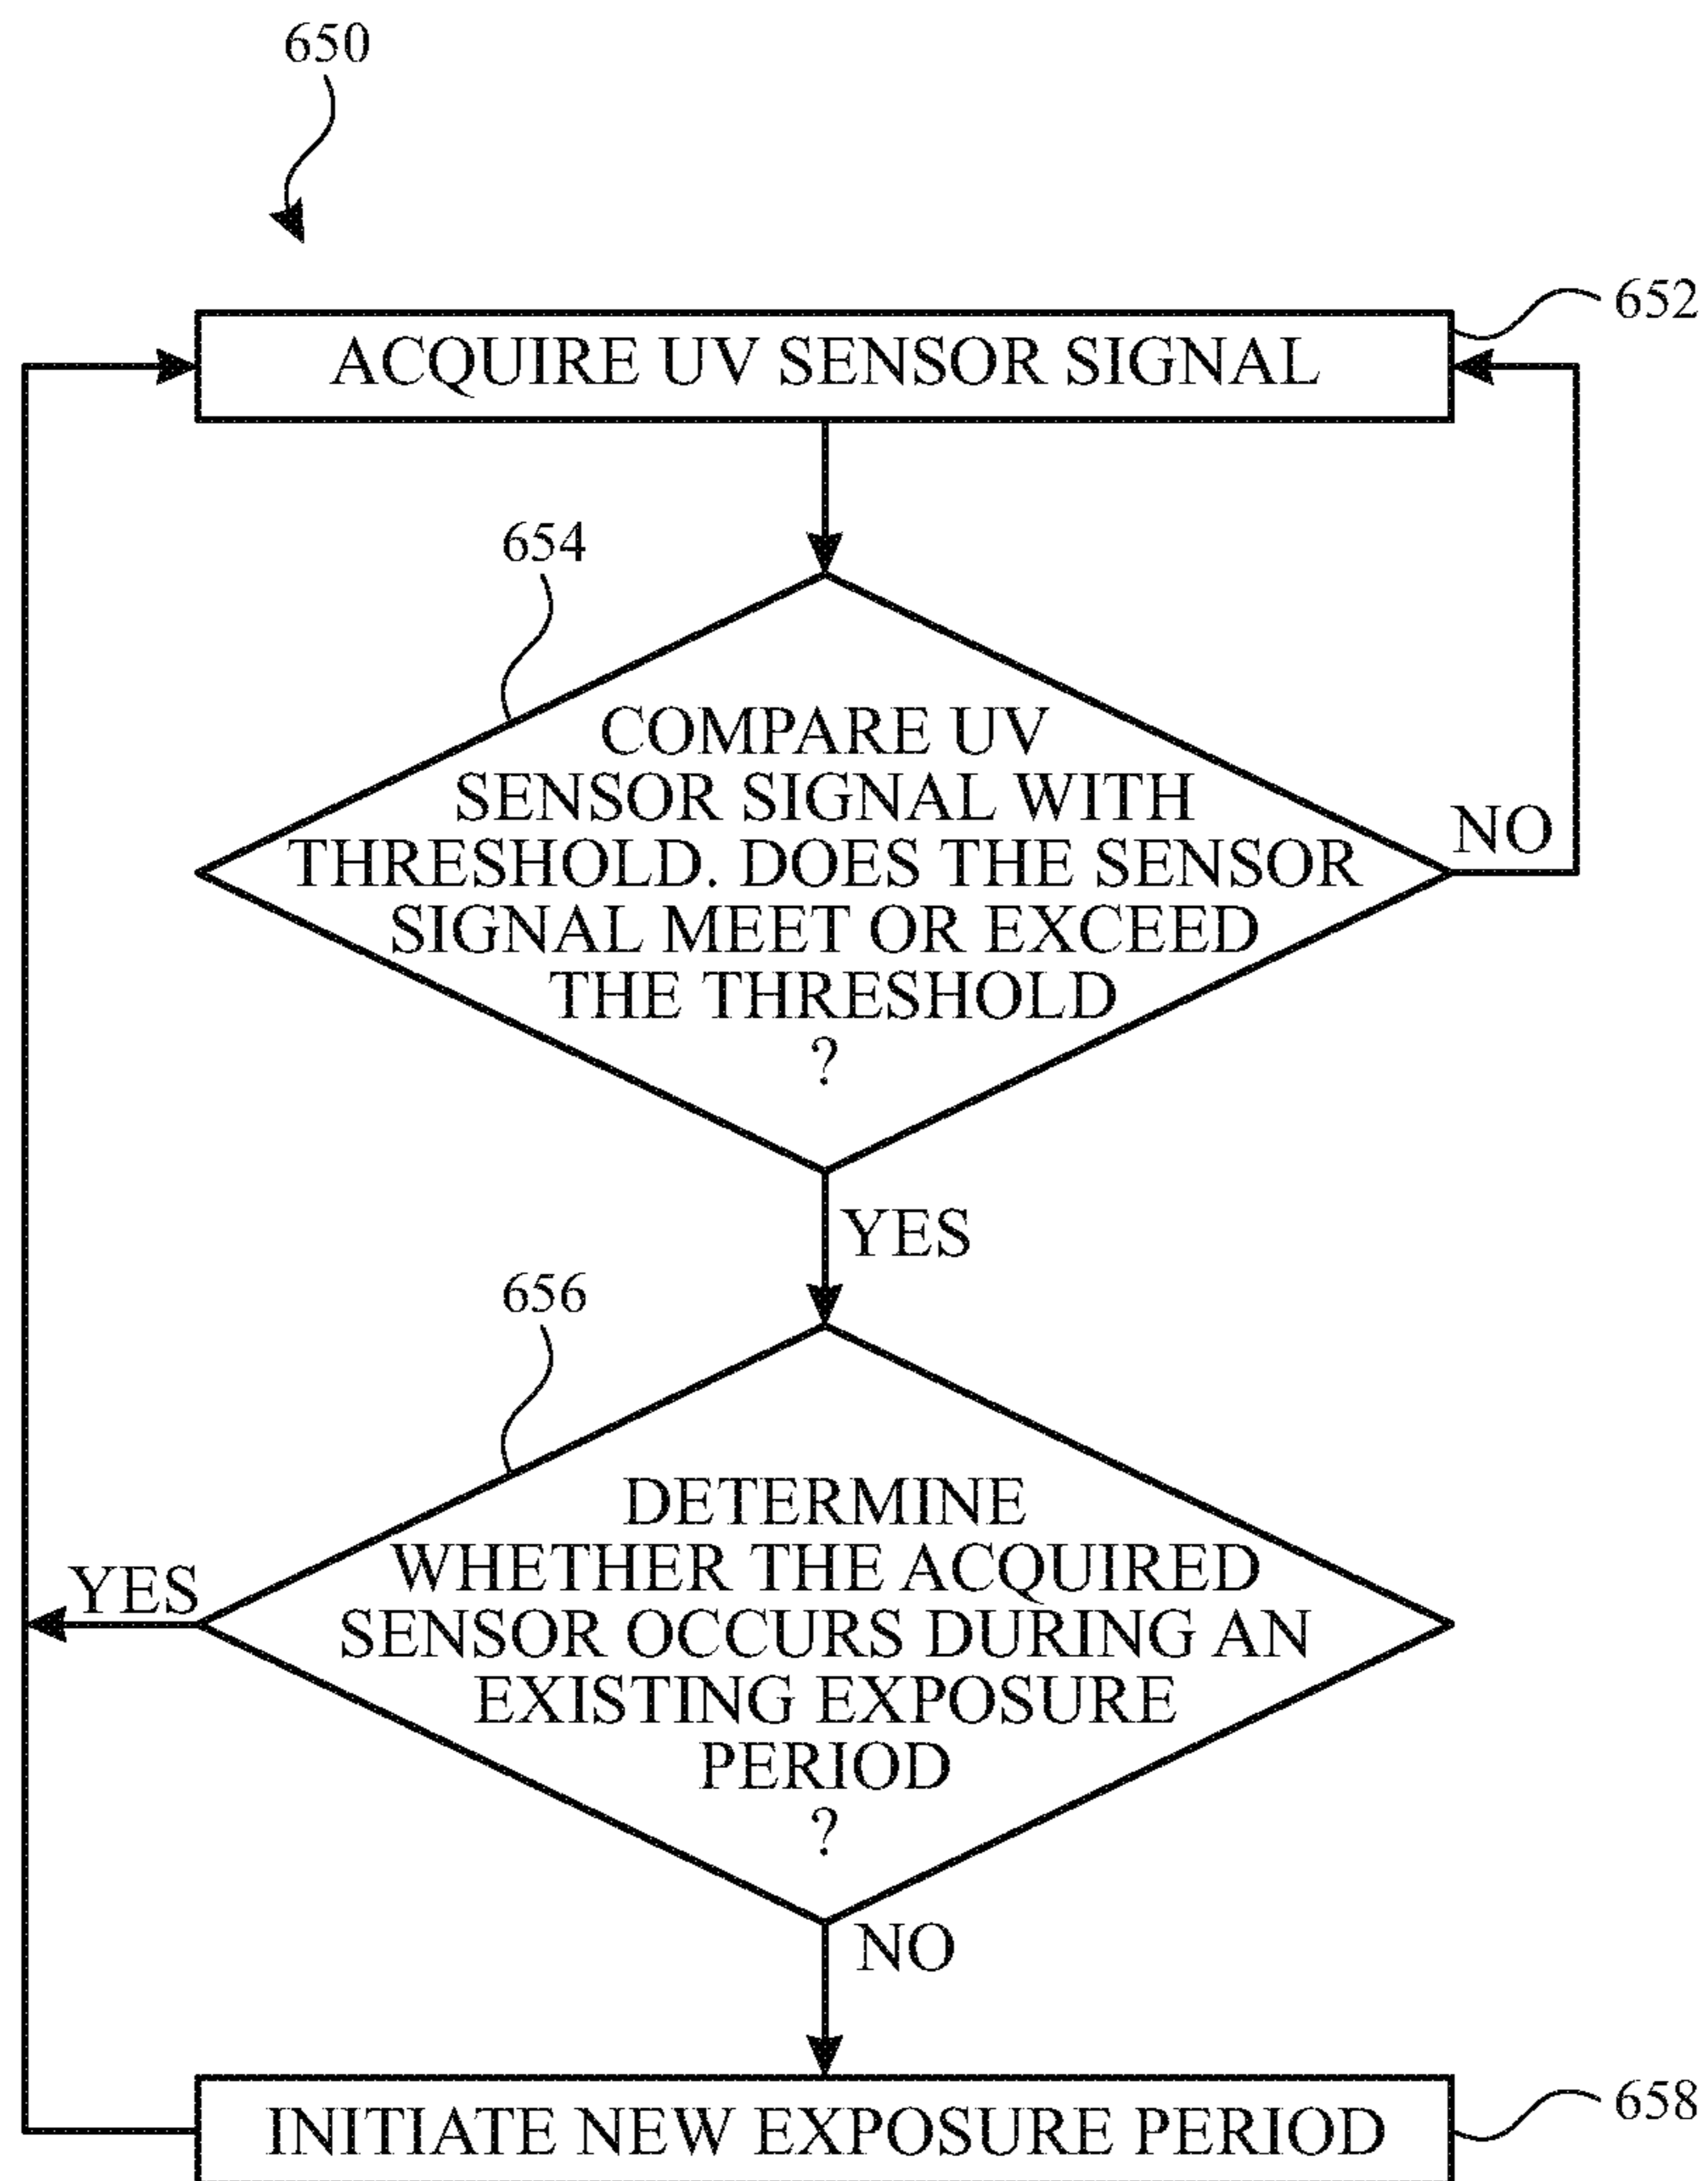 650
652
ACQUIRE UV SENSOR SIGNAL
654
COMPARE UV
SENSOR SIGNAL WITH
THRESHOLD. DOES THE SENSOR
SIGNAL MEET OR EXCEED
THE THRESHOLD
?
NO
YES
656
DETERMINE
WHETHER THE ACQUIRED
SENSOR OCCURS DURING AN
EXISTING EXPOSURE
PERIOD
?
YES
NO
INITIATE NEW EXPOSURE PERIOD
658